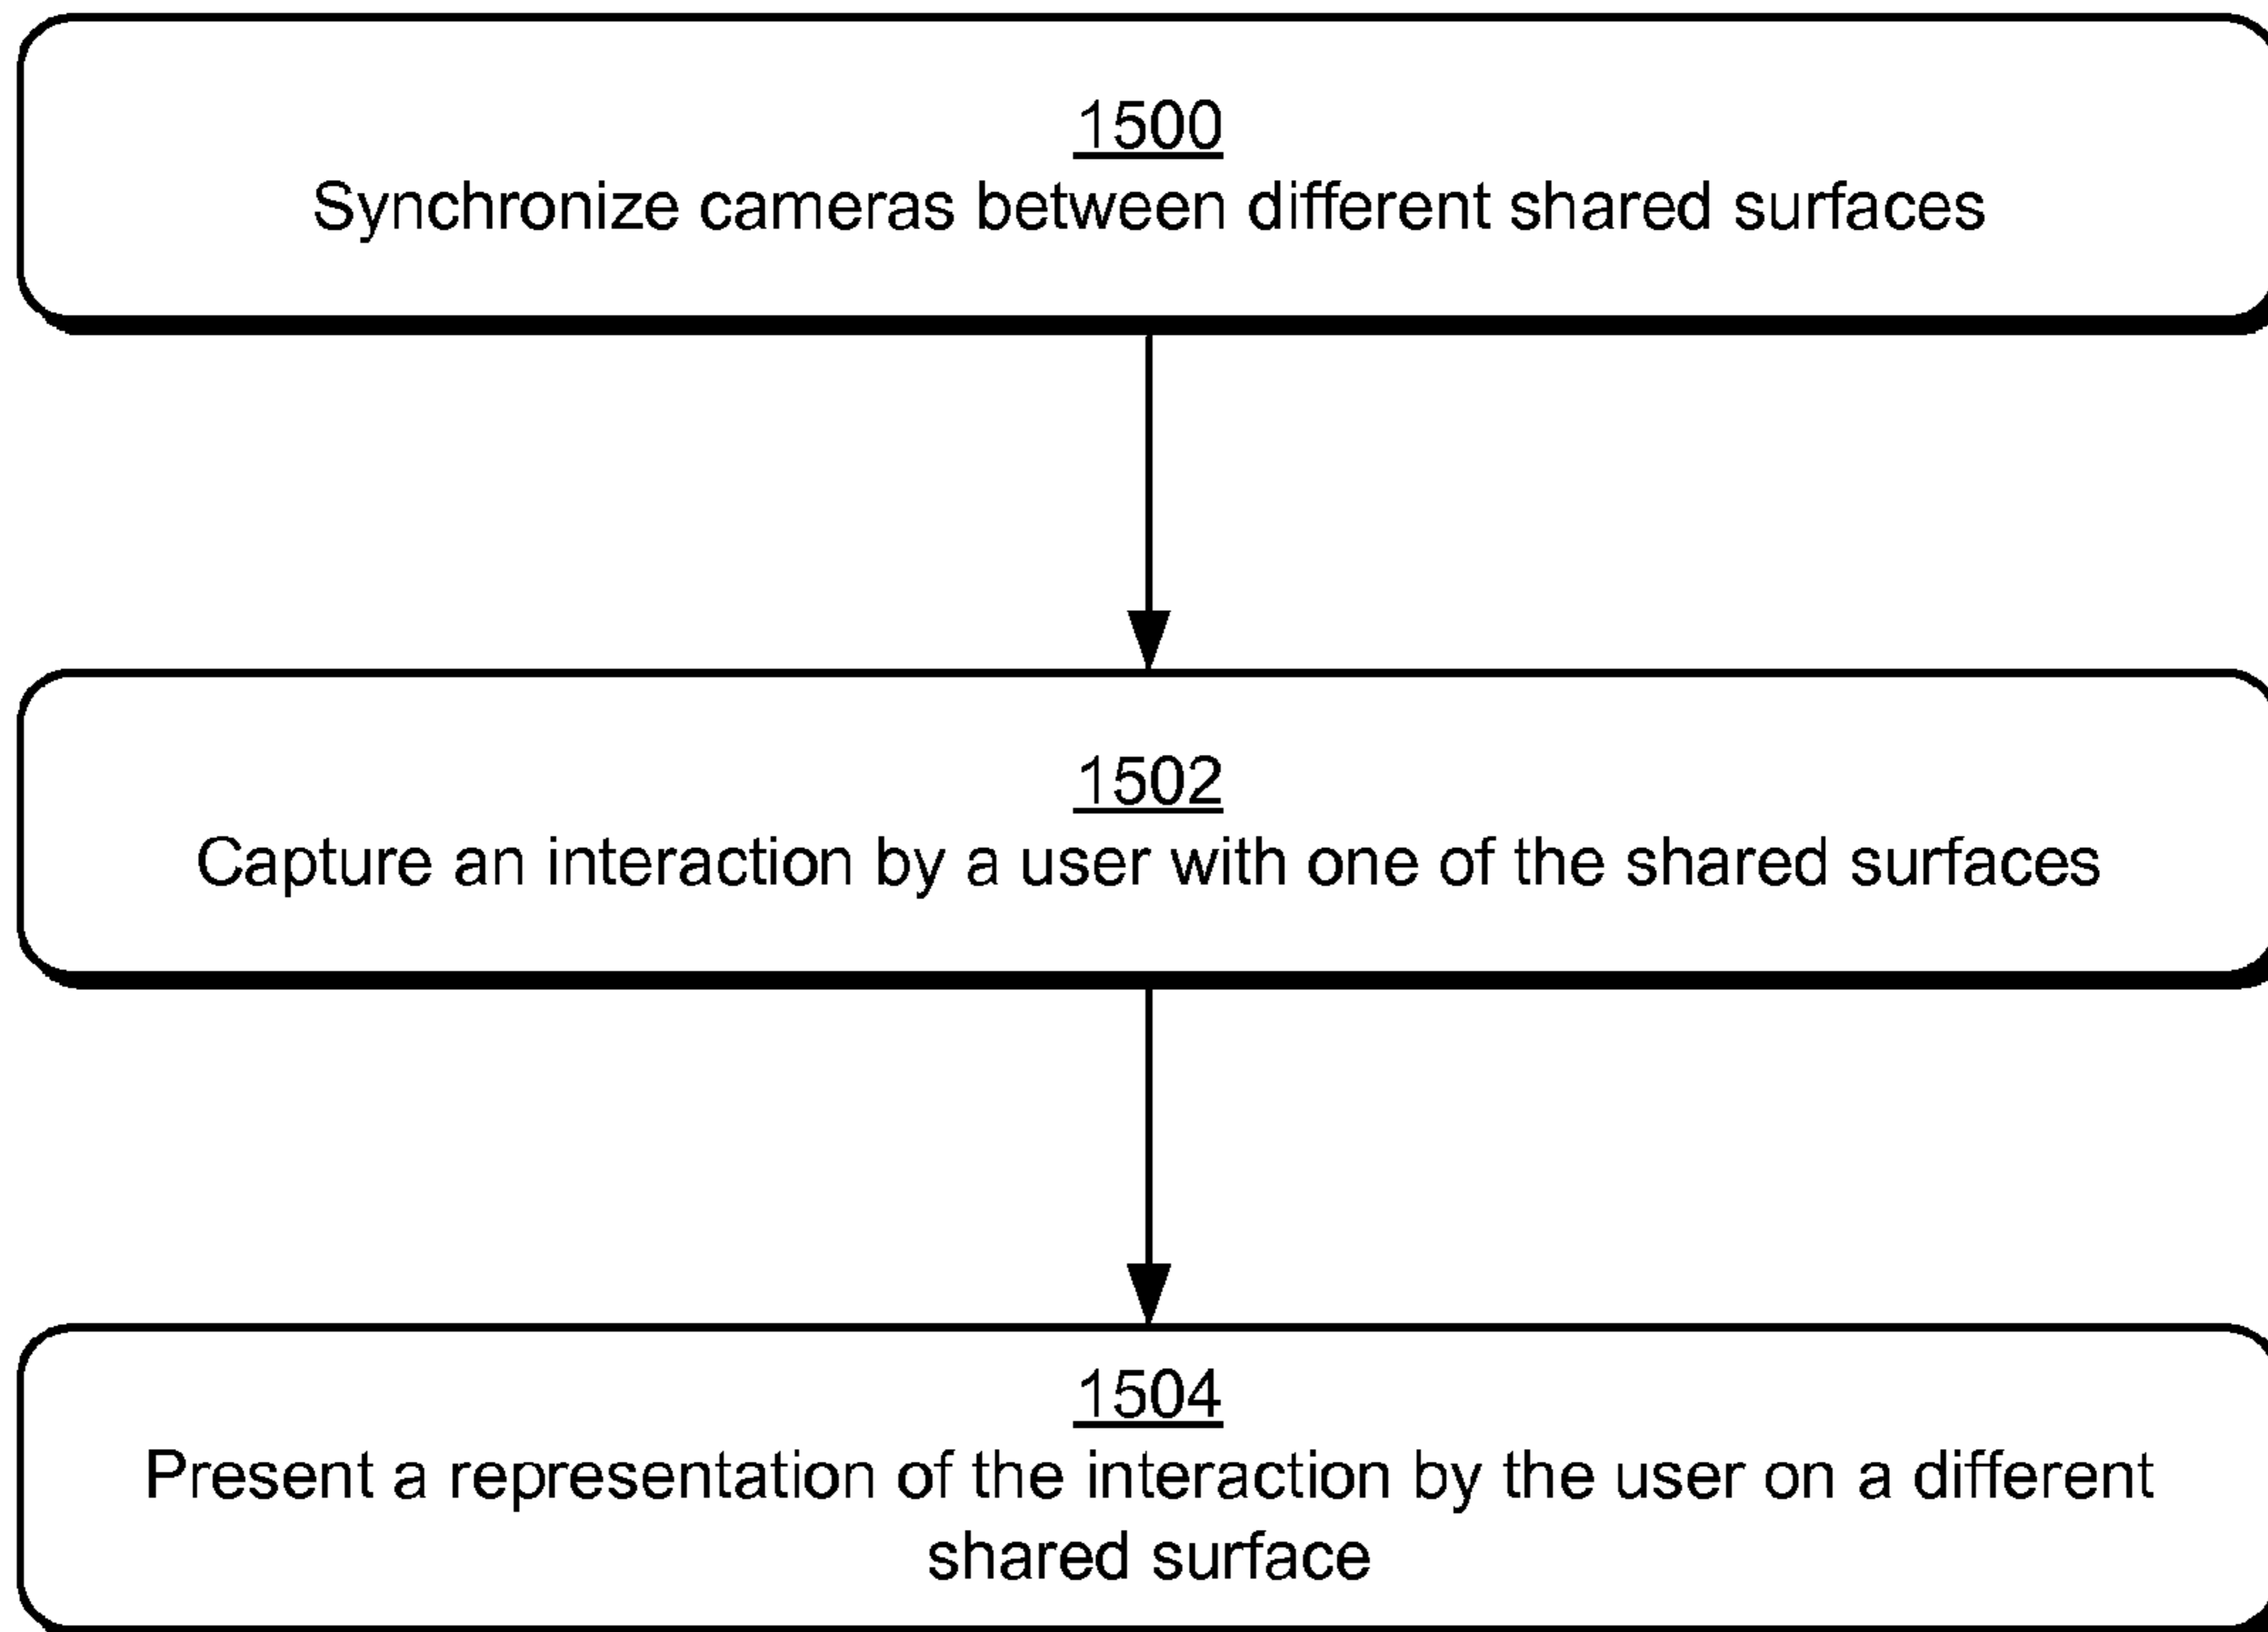 1500
Synchronize cameras between different shared surfaces
1502
Capture an interaction by a user with one of the shared surfaces
1504
Present a representation of the interaction by the user on a different
shared surface